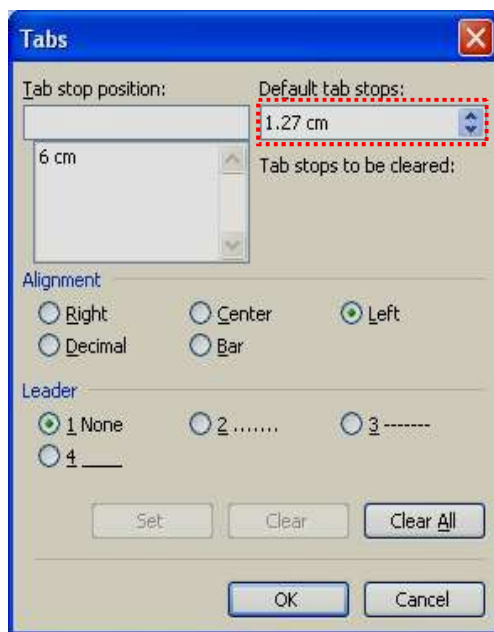 Tabs
Tab stop position: Default tab stops:
1.27 cm
6 cm Tab stops to be cleared:
Alignment
Right Center Left
Decimal Bar
Leader
1 None 2 ....... 3 -------
4 ____
Set Clear Clear All
OK Cancel